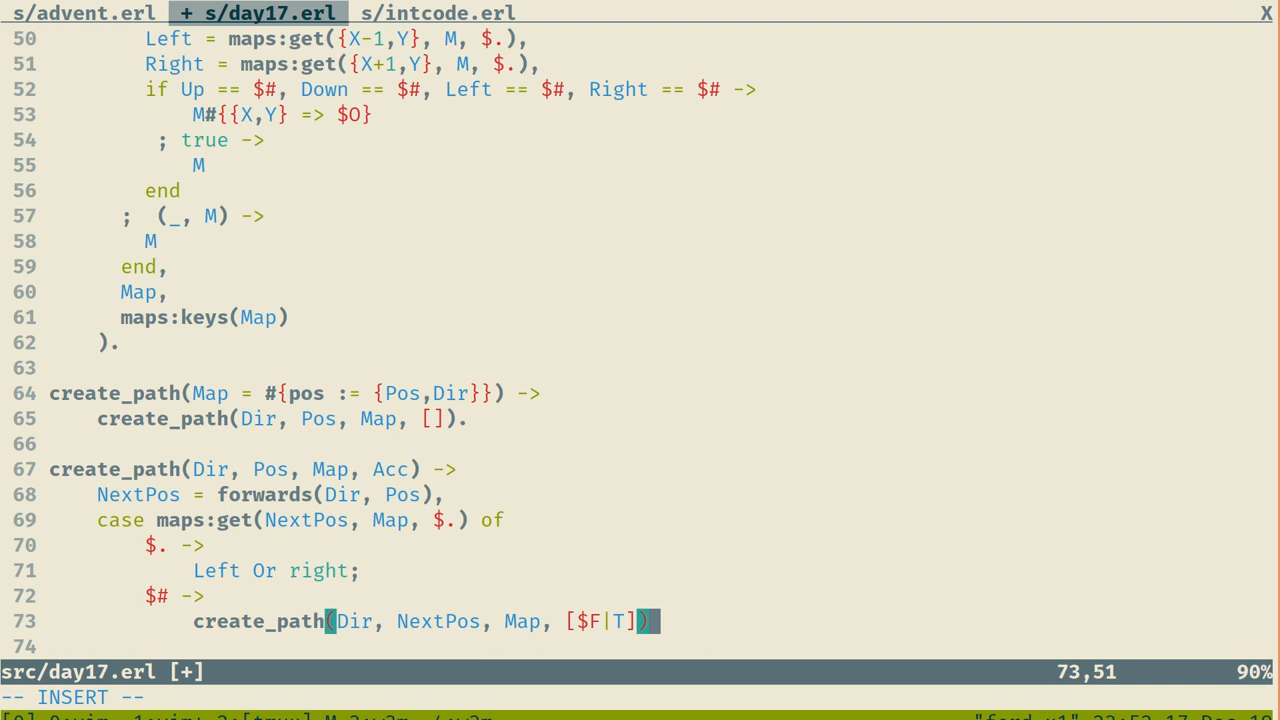 s/advent.erl + s/day17.erl s/intcode.erl X
50 Left = maps:get({X-1,Y}, M, $.),
51 Right = maps:get({X+1,Y}, M, $.),
52 if Up == $#, Down == $#, Left == $#, Right == $# ->
53 M#{{X,Y} => $O}
54 ; true ->
55 M
56 end
57 ; (_, M) ->
58 M
59 end,
60 Map,
61 maps:keys(Map)
62 ).
63
64 create_path(Map = #{pos := {Pos,Dir}}) ->
65 create_path(Dir, Pos, Map, []).
66
67 create_path(Dir, Pos, Map, Acc) ->
68 NextPos = forwards(Dir, Pos),
69 case maps:get(NextPos, Map, $.) of
70 $. ->
71 Left Or right;
72 $# ->
73 create_path(Dir, NextPos, Map, [$F|T])
74
src/day17.erl [+] 73,51 90%
-- INSERT --